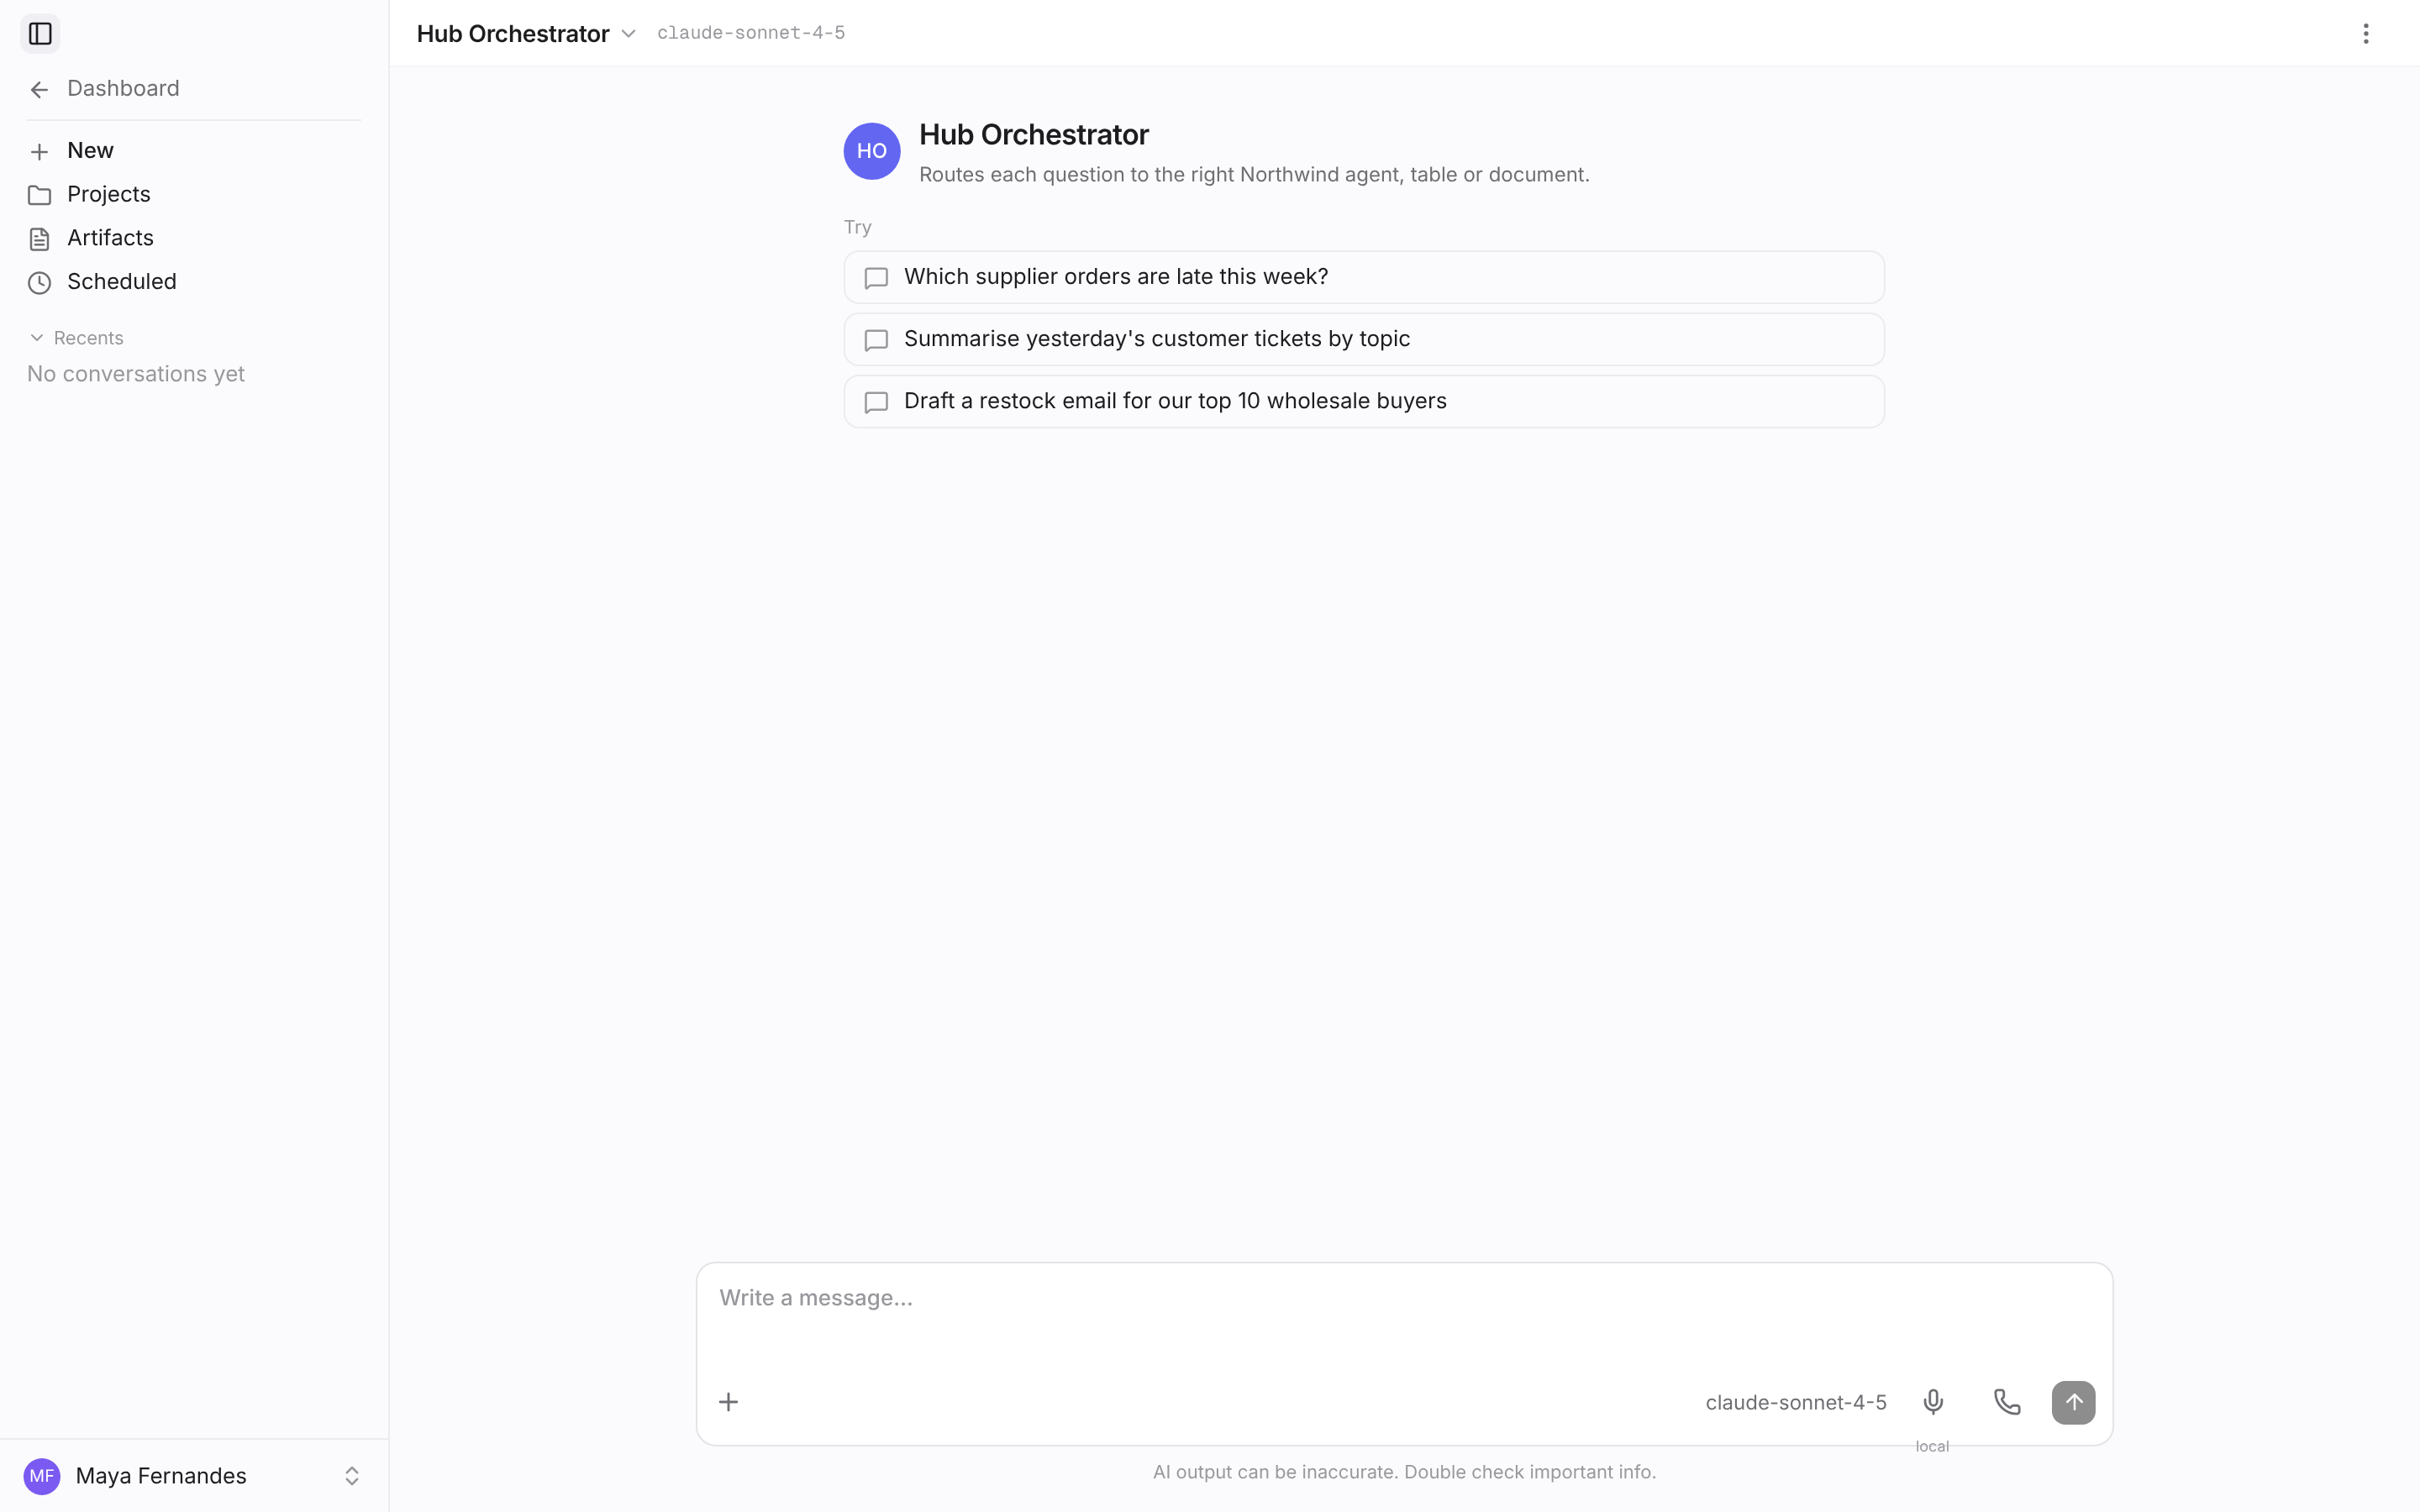 Dashboard
New
Projects
Artifacts
Scheduled
Recents
No conversations yet
MF Maya Fernandes
Hub Orchestrator claude-sonnet-4-5
HO
Hub Orchestrator
Routes each question to the right Northwind agent, table or document.
Try
Which supplier orders are late this week?
Summarise yesterday's customer tickets by topic
Draft a restock email for our top 10 wholesale buyers
Write a message...
claude-sonnet-4-5
local
AI output can be inaccurate. Double check important info.